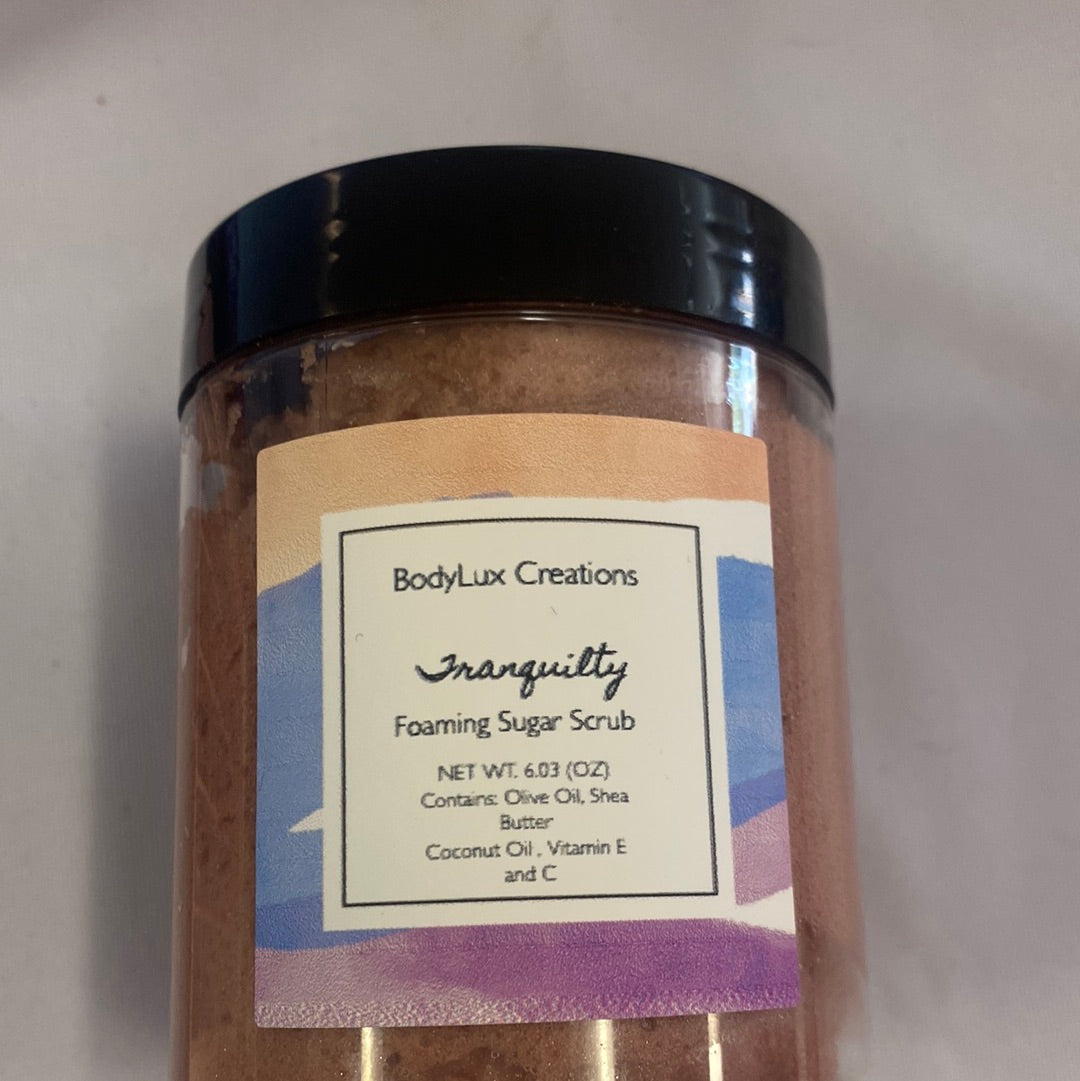 BodyLux Creations
Tranquilty
Foaming Sugar Scrub
NET WT. 6.03 (OZ)
Contains: Olive Oil, Shea
Butter
Coconut Oil , Vitamin E
and C